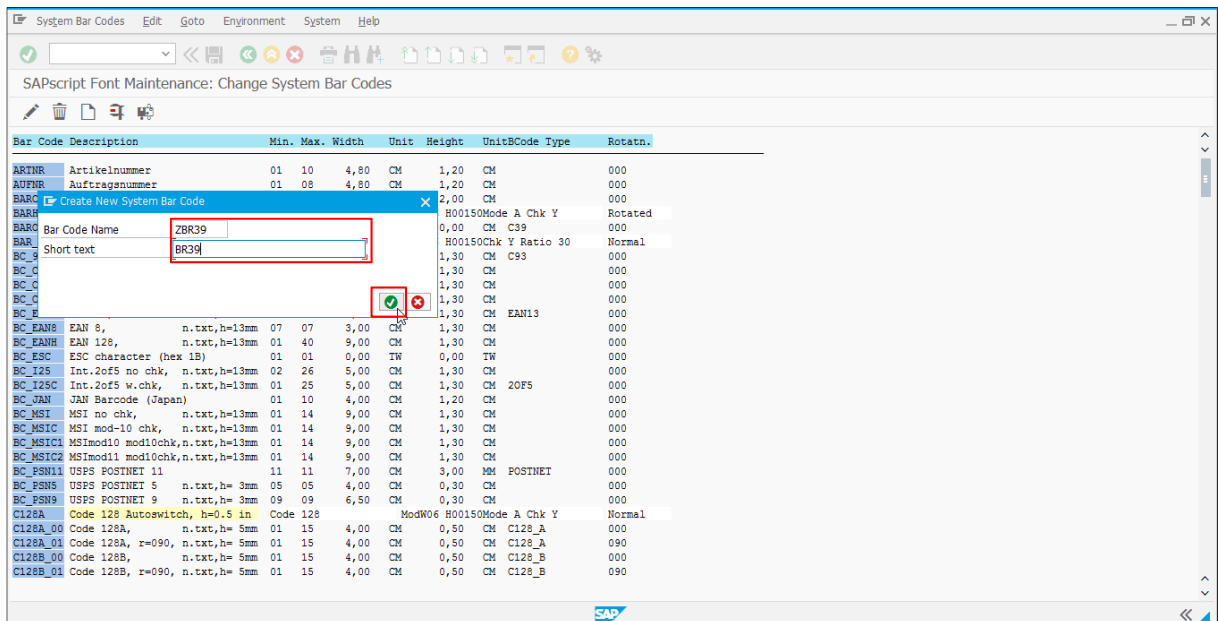 System Bar Codes Edit Goto Environment System Help
SAPscript Font Maintenance: Change System Bar Codes
Bar Code Description Min. Max. Width Unit Height UnitBCode Type Rotatn.
ARTNR Artikelnummer 01 10 4,80 CM 1,20 CM 000
AUFNR Auftragsnummer 01 08 4,80 CM 1,20 CM 000
BARC 2,00 CM 000
Create New System Bar Code
BARH H00150Mode A Chk Y Rotated
Bar Code Name ZBR39
BARC 0,00 CM C39 000
Short text BR39
BAR_ H00150Chk Y Ratio 30 Normal
BC_9 1,30 CM C93 000
BC_C 1,30 CM 000
BC_C 1,30 CM 000
BC_C 1,30 CM 000
BC_E 1,30 CM EAN13 000
BC_EAN8 EAN 8, n.txt,h=13mm 07 07 3,00 CM 1,30 CM 000
BC_EANH EAN 128, n.txt,h=13mm 01 40 9,00 CM 1,30 CM 000
BC_ESC ESC character (hex 1B) 01 01 0,00 TW 0,00 TW 000
BC_I25 Int.2of5 no chk, n.txt,h=13mm 02 26 5,00 CM 1,30 CM 000
BC_I25C Int.2of5 w.chk, n.txt,h=13mm 01 25 5,00 CM 1,30 CM 2OF5 000
BC_JAN JAN Barcode (Japan) 01 10 4,00 CM 1,20 CM 000
BC_MSI MSI no chk, n.txt,h=13mm 01 14 9,00 CM 1,30 CM 000
BC_MSIC MSI mod-10 chk, n.txt,h=13mm 01 14 9,00 CM 1,30 CM 000
BC_MSIC1 MSImod10 mod10chk,n.txt,h=13mm 01 14 9,00 CM 1,30 CM 000
BC_MSIC2 MSImod11 mod10chk,n.txt,h=13mm 01 14 9,00 CM 1,30 CM 000
BC_PSN11 USPS POSTNET 11 11 11 7,00 CM 3,00 MM POSTNET 000
BC_PSN5 USPS POSTNET 5 n.txt,h= 3mm 05 05 4,00 CM 0,30 CM 000
BC_PSN9 USPS POSTNET 9 n.txt,h= 3mm 09 09 6,50 CM 0,30 CM 000
C128A Code 128 Autoswitch, h=0.5 in Code 128 ModW06 H00150Mode A Chk Y Normal
C128A_00 Code 128A, n.txt,h= 5mm 01 15 4,00 CM 0,50 CM C128_A 000
C128A_01 Code 128A, r=090, n.txt,h= 5mm 01 15 4,00 CM 0,50 CM C128_A 090
C128B_00 Code 128B, n.txt,h= 5mm 01 15 4,00 CM 0,50 CM C128_B 000
C128B_01 Code 128B, r=090, n.txt,h= 5mm 01 15 4,00 CM 0,50 CM C128_B 090
SAP